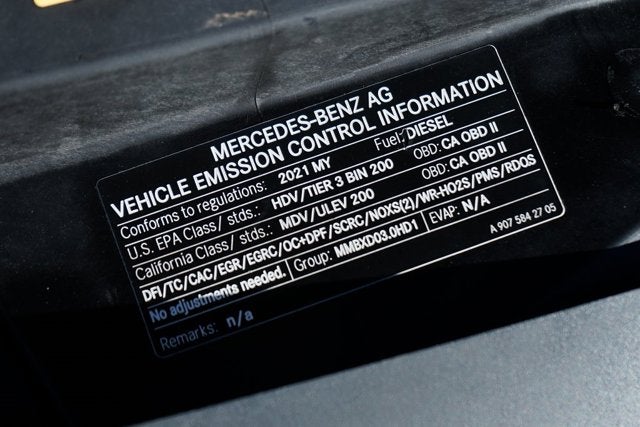 MERCEDES-BENZ AG
VEHICLE EMISSION CONTROL INFORMATION
Conforms to regulations: 2021 MY Fuel: DIESEL
U.S. EPA Class/ stds.: HDV/TIER 3 BIN 200 OBD: CA OBD II
California Class/ stds.: MDV/ULEV 200 OBD: CA OBD II
DFI/TC/CAC/EGR/EGRC/OC+DPF/SCRC/NOXS(2)/WR-HO2S/PMS/RDQS
No adjustments needed. Group: MMBXD03.0HD1 EVAP: N/A
Remarks: n/a A 907 584 27 05